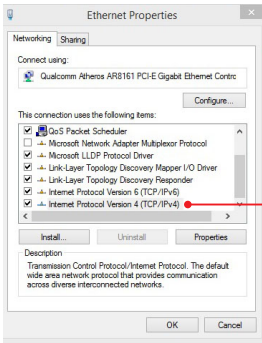 Ethernet Properties
Networking Sharing
Connect using:
Qualcomm Atheros AR8161 PCI-E Gigabit Ethernet Contrc
Configure...
This connection uses the following items:
QoS Packet Scheduler
Microsoft Network Adapter Multiplexor Protocol
Microsoft LLDP Protocol Driver
Link-Layer Topology Discovery Mapper I/O Driver
Link-Layer Topology Discovery Responder
Internet Protocol Version 6 (TCP/IPv6)
Internet Protocol Version 4 (TCP/IPv4)
Install... Uninstall Properties
Description
Transmission Control Protocol/Internet Protocol. The default
wide area network protocol that provides communication
across diverse interconnected networks.
OK Cancel